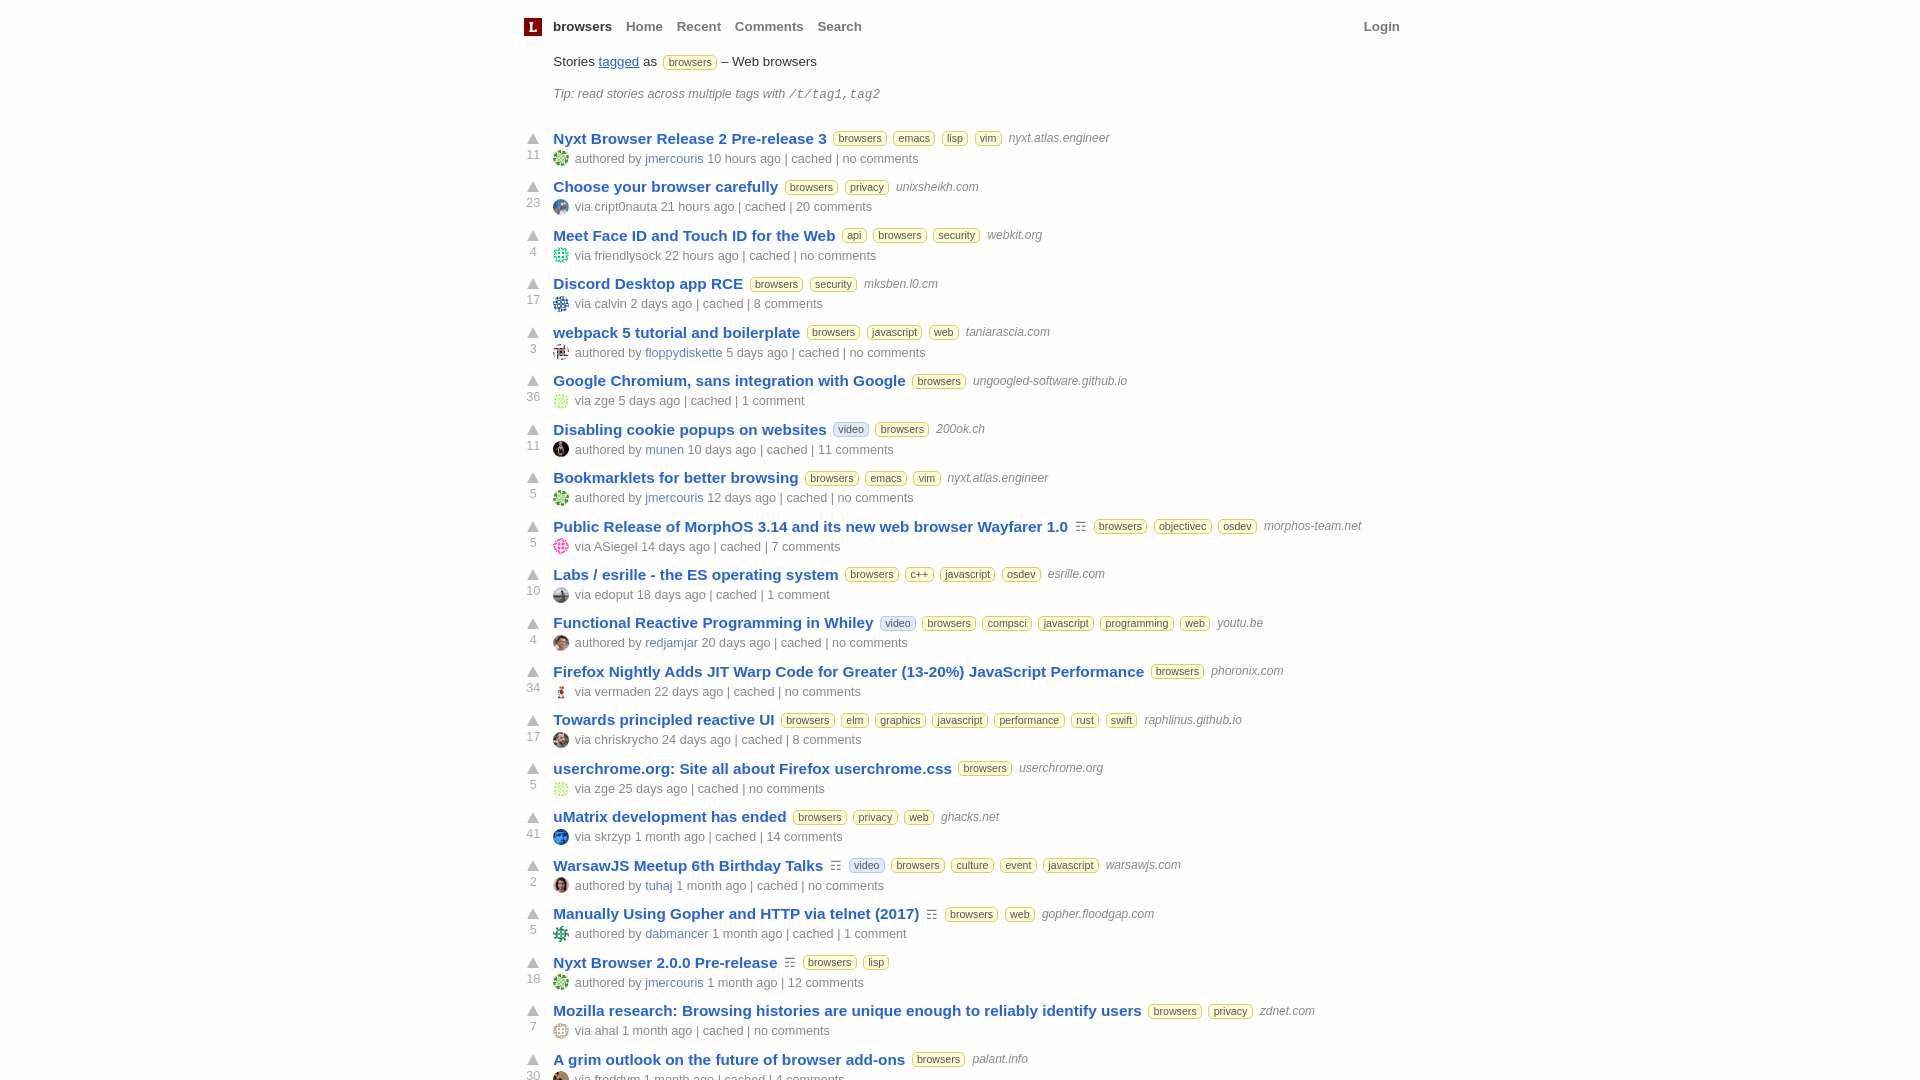 L browsers Home Recent Comments Search Login
Stories tagged as browsers – Web browsers
Tip: read stories across multiple tags with /t/tag1,tag2
Nyxt Browser Release 2 Pre-release 3 browsers emacs lisp vim nyxt.atlas.engineer
11 authored by jmercouris 10 hours ago | cached | no comments
Choose your browser carefully browsers privacy unixsheikh.com
23 via cript0nauta 21 hours ago | cached | 20 comments
Meet Face ID and Touch ID for the Web api browsers security webkit.org
4 via friendlysock 22 hours ago | cached | no comments
Discord Desktop app RCE browsers security mksben.l0.cm
17 via calvin 2 days ago | cached | 8 comments
webpack 5 tutorial and boilerplate browsers javascript web taniarascia.com
3 authored by floppydiskette 5 days ago | cached | no comments
Google Chromium, sans integration with Google browsers ungoogled-software.github.io
36 via zge 5 days ago | cached | 1 comment
Disabling cookie popups on websites video browsers 200ok.ch
11 authored by munen 10 days ago | cached | 11 comments
Bookmarklets for better browsing browsers emacs vim nyxt.atlas.engineer
5 authored by jmercouris 12 days ago | cached | no comments
Public Release of MorphOS 3.14 and its new web browser Wayfarer 1.0 ☶ browsers objectivec osdev morphos-team.net
5 via ASiegel 14 days ago | cached | 7 comments
Labs / esrille - the ES operating system browsers c++ javascript osdev esrille.com
10 via edoput 18 days ago | cached | 1 comment
Functional Reactive Programming in Whiley video browsers compsci javascript programming web youtu.be
4 authored by redjamjar 20 days ago | cached | no comments
Firefox Nightly Adds JIT Warp Code for Greater (13-20%) JavaScript Performance browsers phoronix.com
34 via vermaden 22 days ago | cached | no comments
Towards principled reactive UI browsers elm graphics javascript performance rust swift raphlinus.github.io
17 via chriskrycho 24 days ago | cached | 8 comments
userchrome.org: Site all about Firefox userchrome.css browsers userchrome.org
5 via zge 25 days ago | cached | no comments
uMatrix development has ended browsers privacy web ghacks.net
41 via skrzyp 1 month ago | cached | 14 comments
WarsawJS Meetup 6th Birthday Talks ☶ video browsers culture event javascript warsawjs.com
2 authored by tuhaj 1 month ago | cached | no comments
Manually Using Gopher and HTTP via telnet (2017) ☶ browsers web gopher.floodgap.com
5 authored by dabmancer 1 month ago | cached | 1 comment
Nyxt Browser 2.0.0 Pre-release ☶ browsers lisp
18 authored by jmercouris 1 month ago | 12 comments
Mozilla research: Browsing histories are unique enough to reliably identify users browsers privacy zdnet.com
7 via ahal 1 month ago | cached | no comments
A grim outlook on the future of browser add-ons browsers palant.info
30 via freddyb 1 month ago | cached | 4 comments